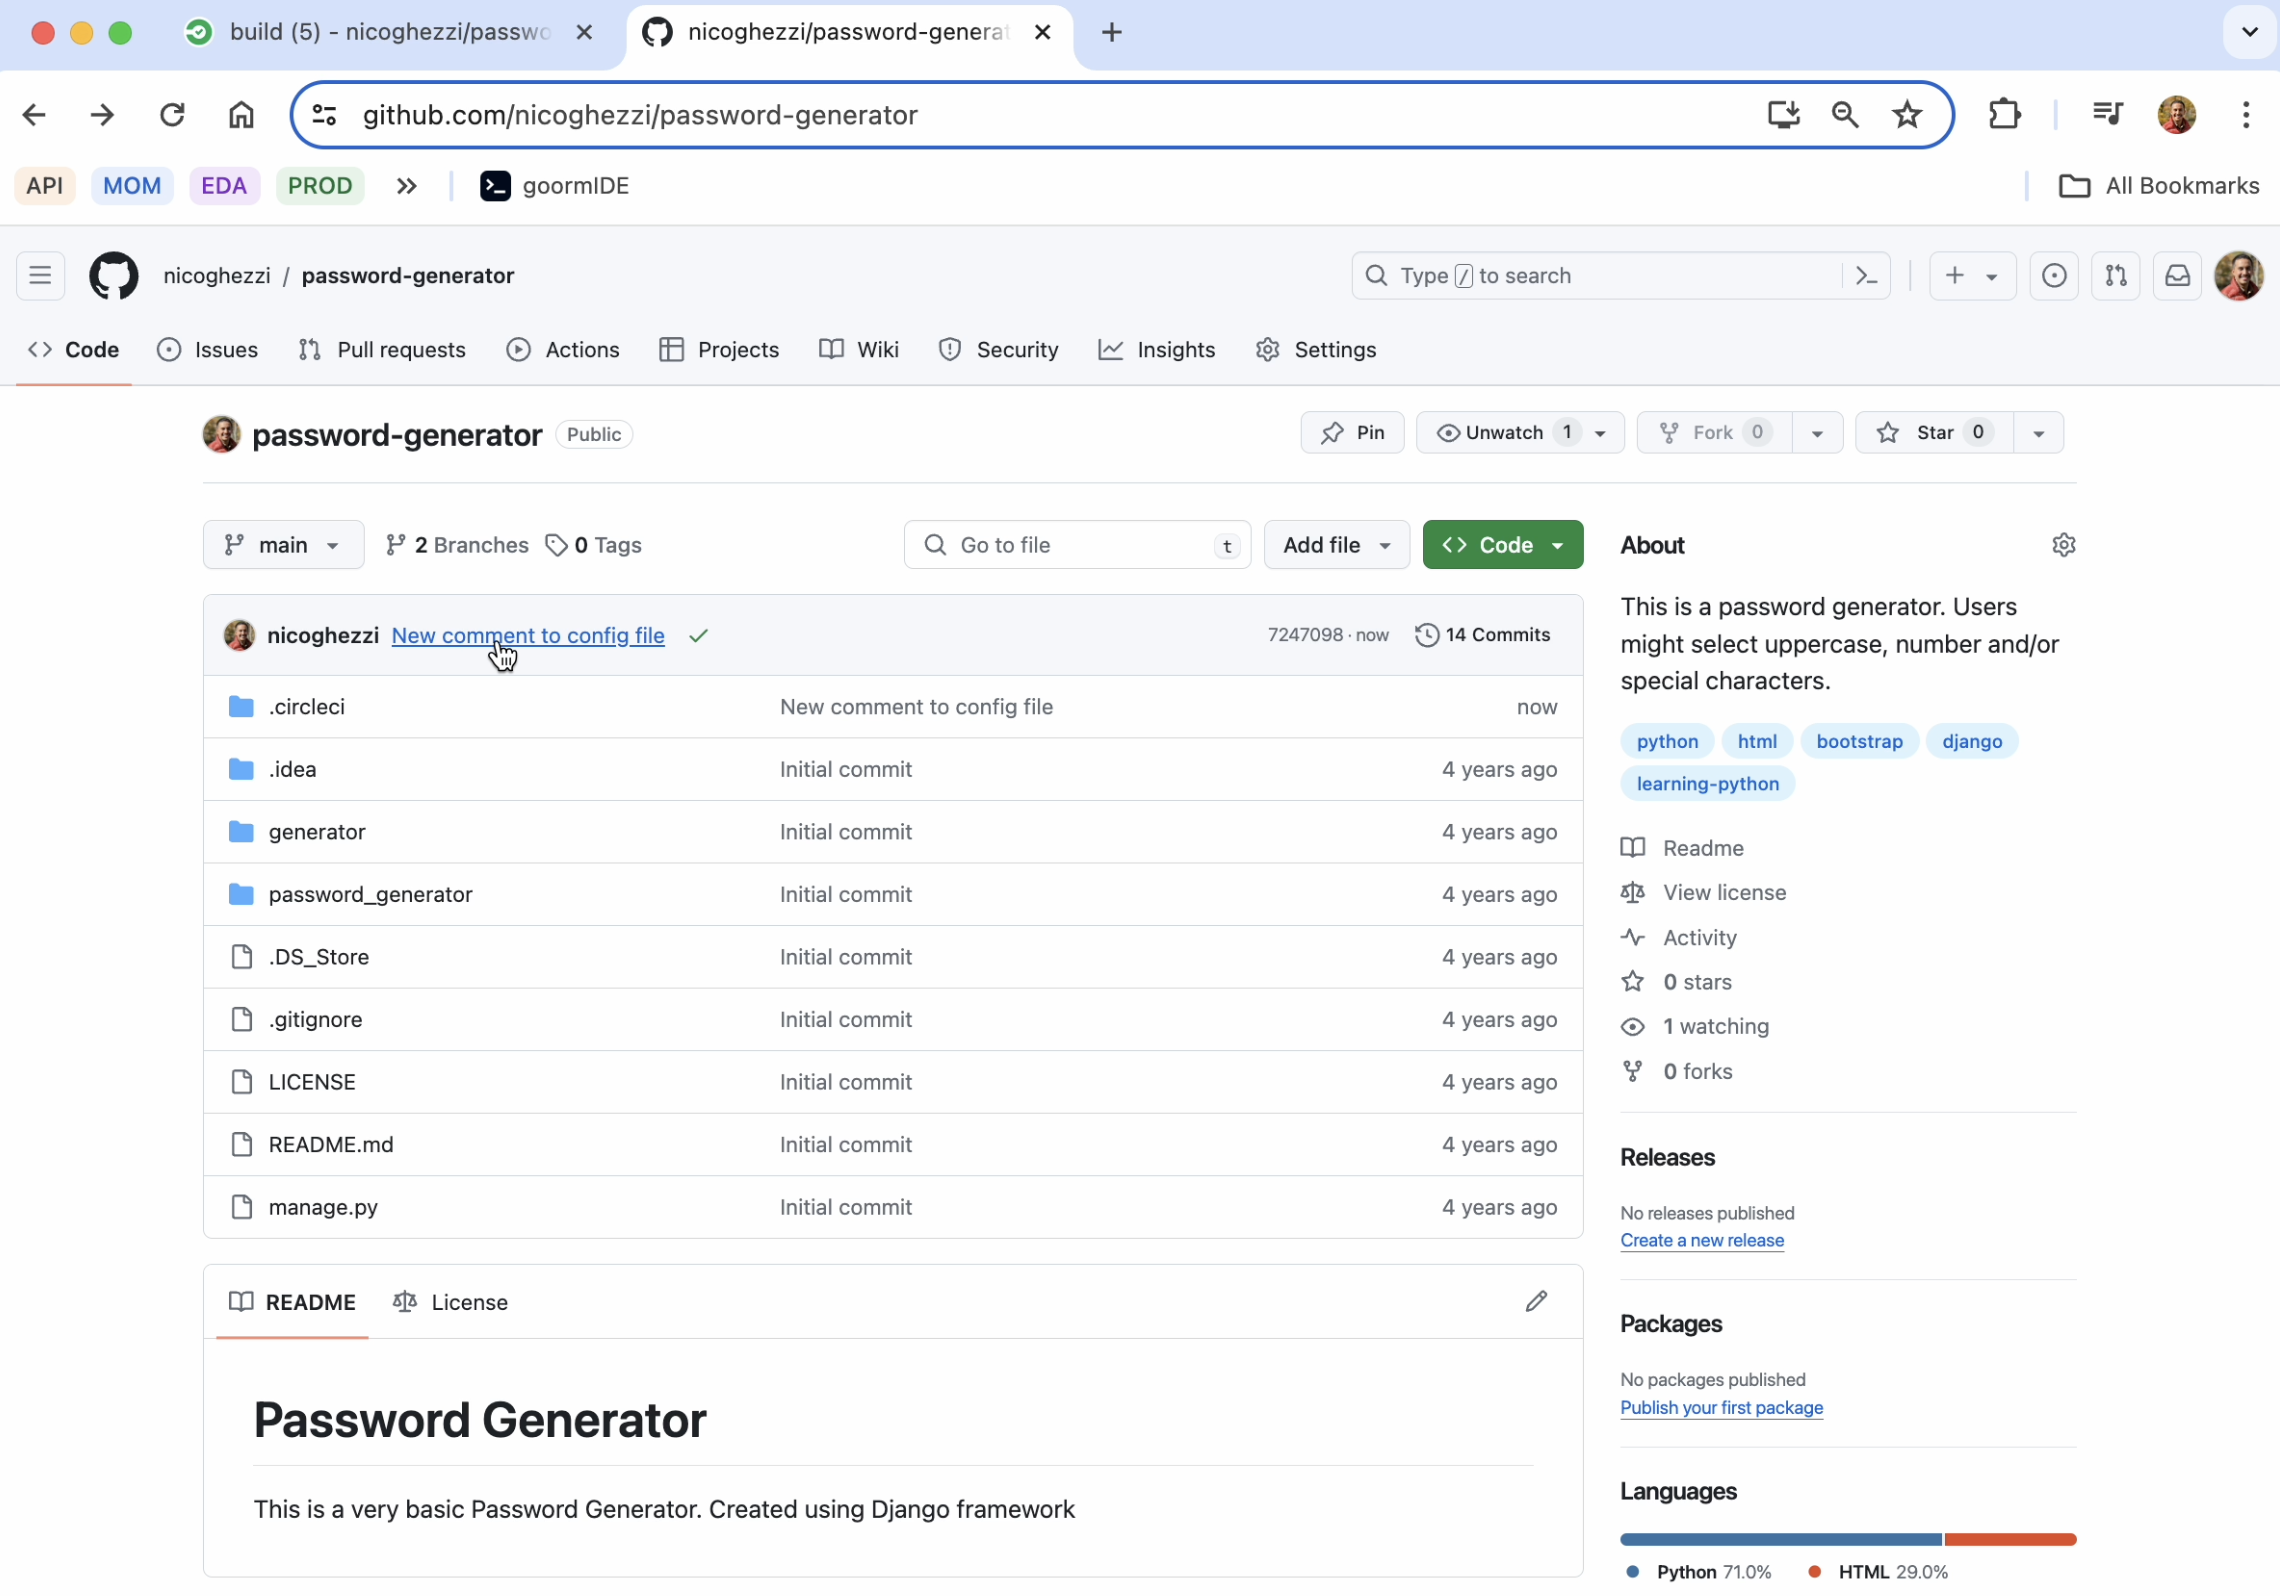 build (5) - nicoghezzi/passwo
nicoghezzi/password-generat
github.com/nicoghezzi/password-generator
API MOM EDA PROD » goormIDE All Bookmarks
nicoghezzi / password-generator Type / to search
Code Issues Pull requests Actions Projects Wiki Security Insights Settings
password-generator Public Pin Unwatch 1 Fork 0 Star 0
main 2 Branches 0 Tags Go to file t Add file Code
nicoghezzi New comment to config file 7247098 · now 14 Commits
.circleci New comment to config file now
.idea Initial commit 4 years ago
generator Initial commit 4 years ago
password_generator Initial commit 4 years ago
.DS_Store Initial commit 4 years ago
.gitignore Initial commit 4 years ago
LICENSE Initial commit 4 years ago
README.md Initial commit 4 years ago
manage.py Initial commit 4 years ago
README License
Password Generator
This is a very basic Password Generator. Created using Django framework
About
This is a password generator. Users
might select uppercase, number and/or
special characters.
python html bootstrap django
learning-python
Readme
View license
Activity
0 stars
1 watching
0 forks
Releases
No releases published
Create a new release
Packages
No packages published
Publish your first package
Languages
Python 71.0% HTML 29.0%